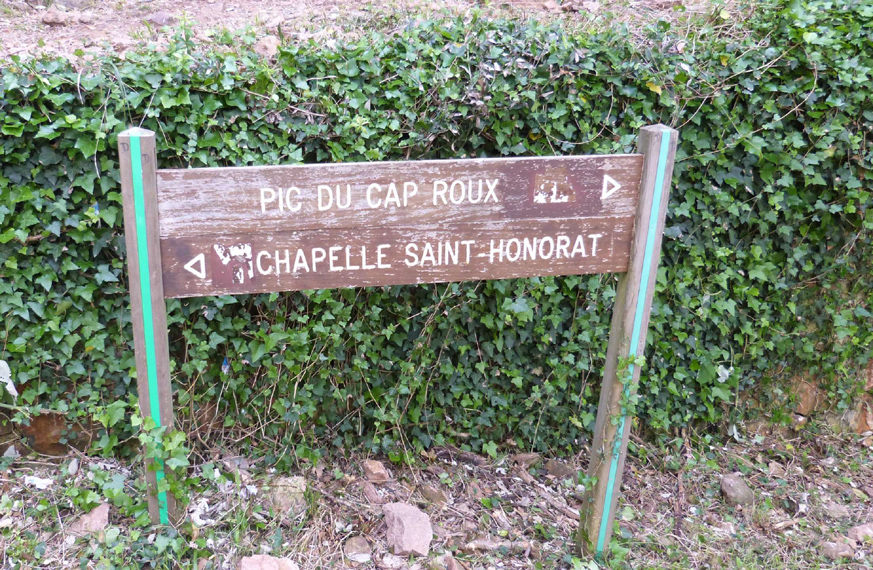 PIC DU CAP ROUX
CHAPELLE SAINT-HONORAT